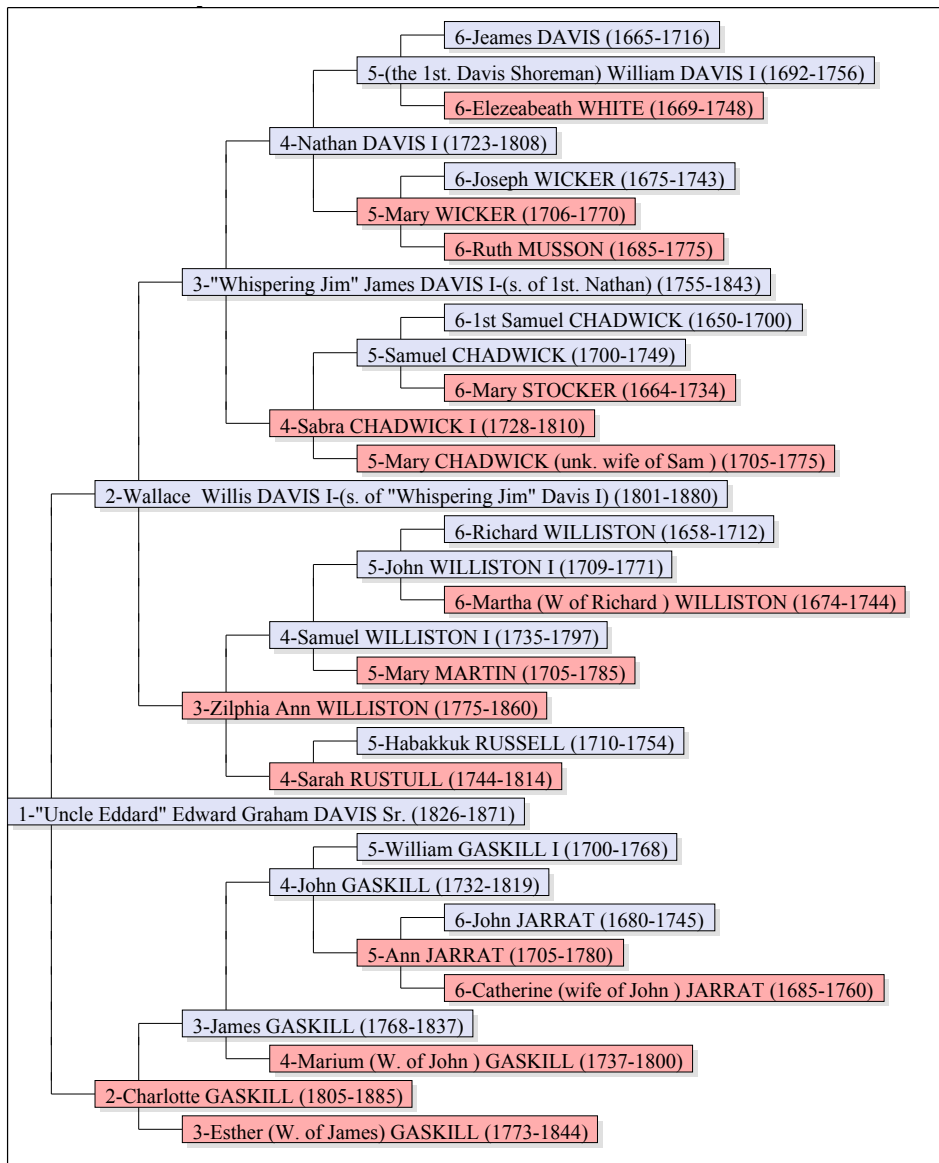 6-Jeames DAVIS (1665-1716)
5-(the 1st. Davis Shoreman) William DAVIS I (1692-1756)
6-Elezeabeath WHITE (1669-1748)
4-Nathan DAVIS I (1723-1808)
6-Joseph WICKER (1675-1743)
5-Mary WICKER (1706-1770)
6-Ruth MUSSON (1685-1775)
3-"Whispering Jim" James DAVIS I-(s. of 1st. Nathan) (1755-1843)
6-1st Samuel CHADWICK (1650-1700)
5-Samuel CHADWICK (1700-1749)
6-Mary STOCKER (1664-1734)
4-Sabra CHADWICK I (1728-1810)
5-Mary CHADWICK (unk. wife of Sam ) (1705-1775)
2-Wallace  Willis DAVIS I-(s. of "Whispering Jim" Davis I) (1801-1880)
6-Richard WILLISTON (1658-1712)
5-John WILLISTON I (1709-1771)
6-Martha (W of Richard ) WILLISTON (1674-1744)
4-Samuel WILLISTON I (1735-1797)
5-Mary MARTIN (1705-1785)
3-Zilphia Ann WILLISTON (1775-1860)
5-Habakkuk RUSSELL (1710-1754)
4-Sarah RUSTULL (1744-1814)
1-"Uncle Eddard" Edward Graham DAVIS Sr. (1826-1871)
5-William GASKILL I (1700-1768)
4-John GASKILL (1732-1819)
6-John JARRAT (1680-1745)
5-Ann JARRAT (1705-1780)
6-Catherine (wife of John ) JARRAT (1685-1760)
3-James GASKILL (1768-1837)
4-Marium (W. of John ) GASKILL (1737-1800)
2-Charlotte GASKILL (1805-1885)
3-Esther (W. of James) GASKILL (1773-1844)